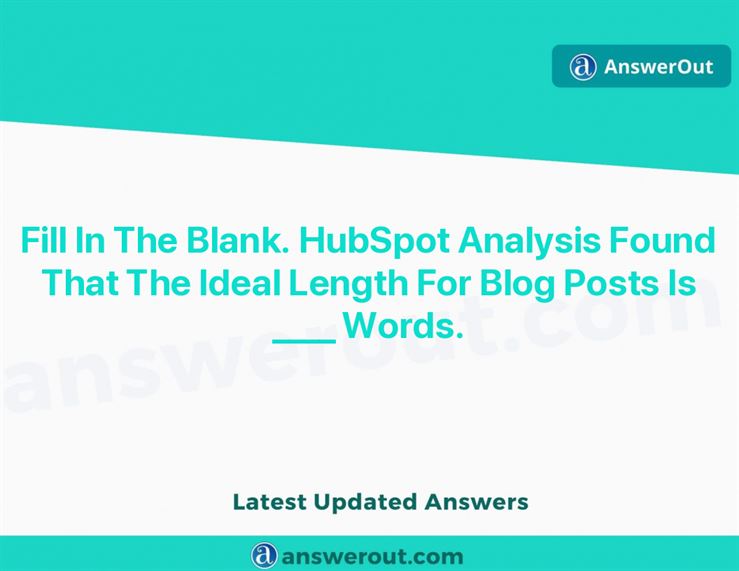 AnswerOut
Fill In The Blank. HubSpot Analysis Found
That The Ideal Length For Blog Posts Is
____ Words.
answerout.com
Latest Updated Answers
answerout.com